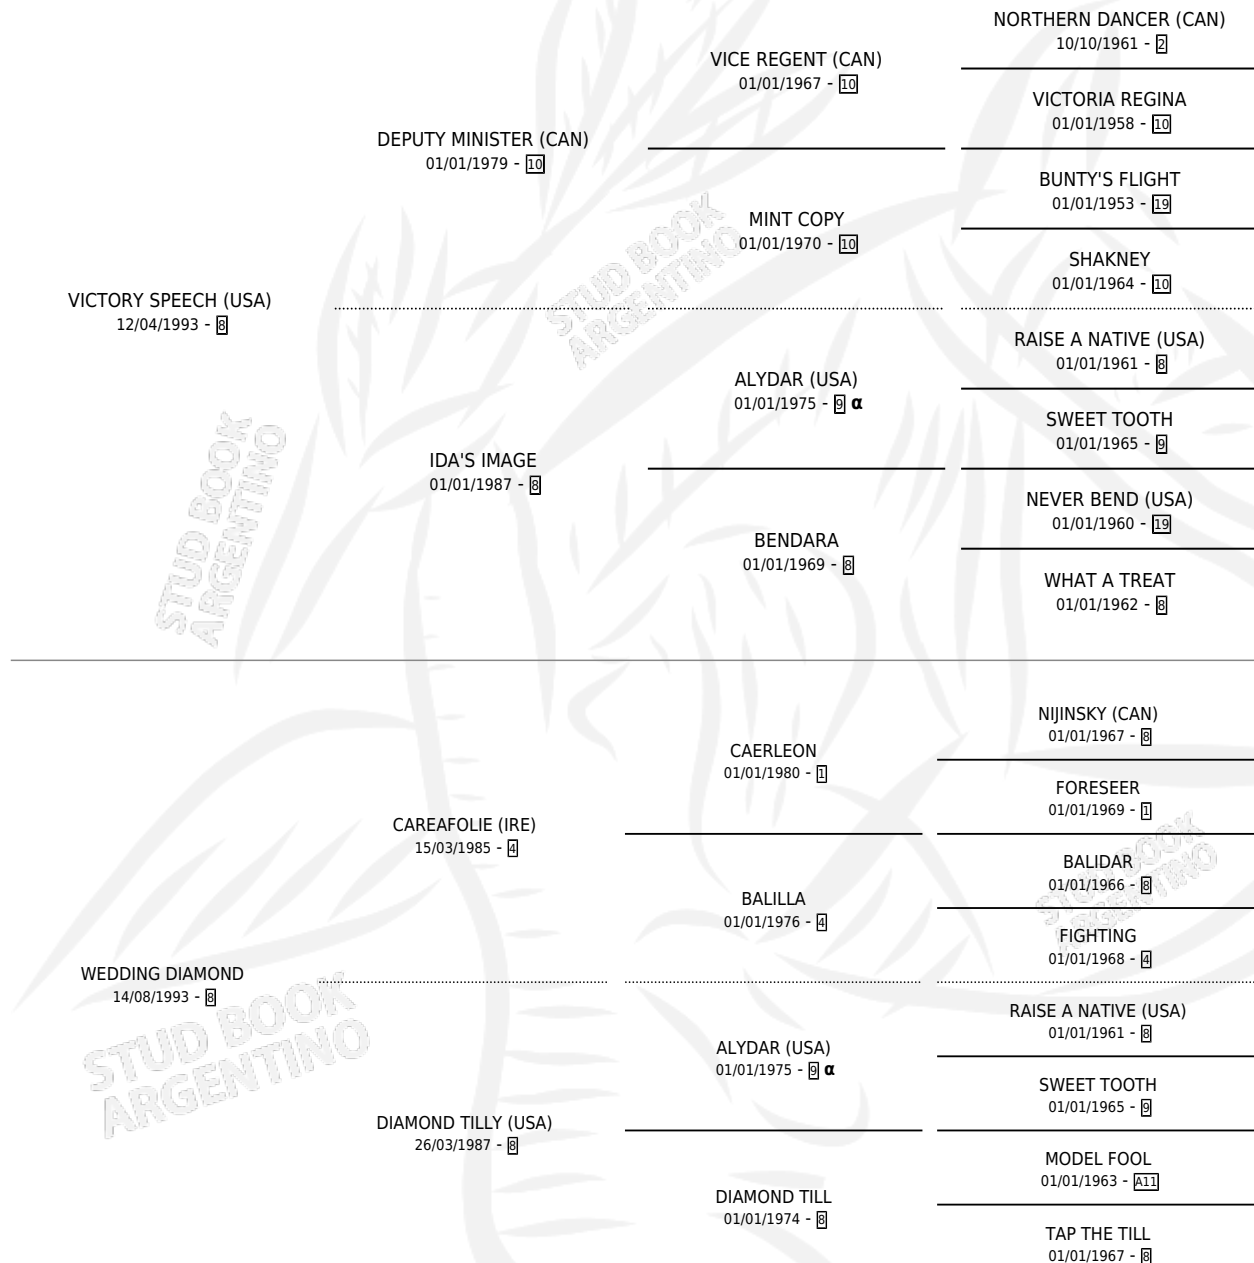 NORTHERN DANCER (CAN)
10/10/1961 - 2
VICE REGENT (CAN)
01/01/1967 - 10
VICTORIA REGINA
01/01/1958 - 10
DEPUTY MINISTER (CAN)
01/01/1979 - 10
BUNTY'S FLIGHT
01/01/1953 - 19
MINT COPY
01/01/1970 - 10
SHAKNEY
01/01/1964 - 10
VICTORY SPEECH (USA)
12/04/1993 - 8
RAISE A NATIVE (USA)
01/01/1961 - 8
ALYDAR (USA)
01/01/1975 - 9 α
SWEET TOOTH
01/01/1965 - 9
IDA'S IMAGE
01/01/1987 - 8
NEVER BEND (USA)
01/01/1960 - 19
BENDARA
01/01/1969 - 8
WHAT A TREAT
01/01/1962 - 8
NIJINSKY (CAN)
01/01/1967 - 8
CAERLEON
01/01/1980 - 1
FORESEER
01/01/1969 - 1
CAREAFOLIE (IRE)
15/03/1985 - 4
BALIDAR
01/01/1966 - 8
BALILLA
01/01/1976 - 4
FIGHTING
01/01/1968 - 4
WEDDING DIAMOND
14/08/1993 - 8
RAISE A NATIVE (USA)
01/01/1961 - 8
ALYDAR (USA)
01/01/1975 - 9 α
SWEET TOOTH
01/01/1965 - 9
DIAMOND TILLY (USA)
26/03/1987 - 8
MODEL FOOL
01/01/1963 - A11
DIAMOND TILL
01/01/1974 - 8
TAP THE TILL
01/01/1967 - 8
STUD BOOK
ARGENTINO
STUD BOOK
ARGENTINO
STUD BOOK
ARGENTINO
STUD BOOK
ARGENTINO